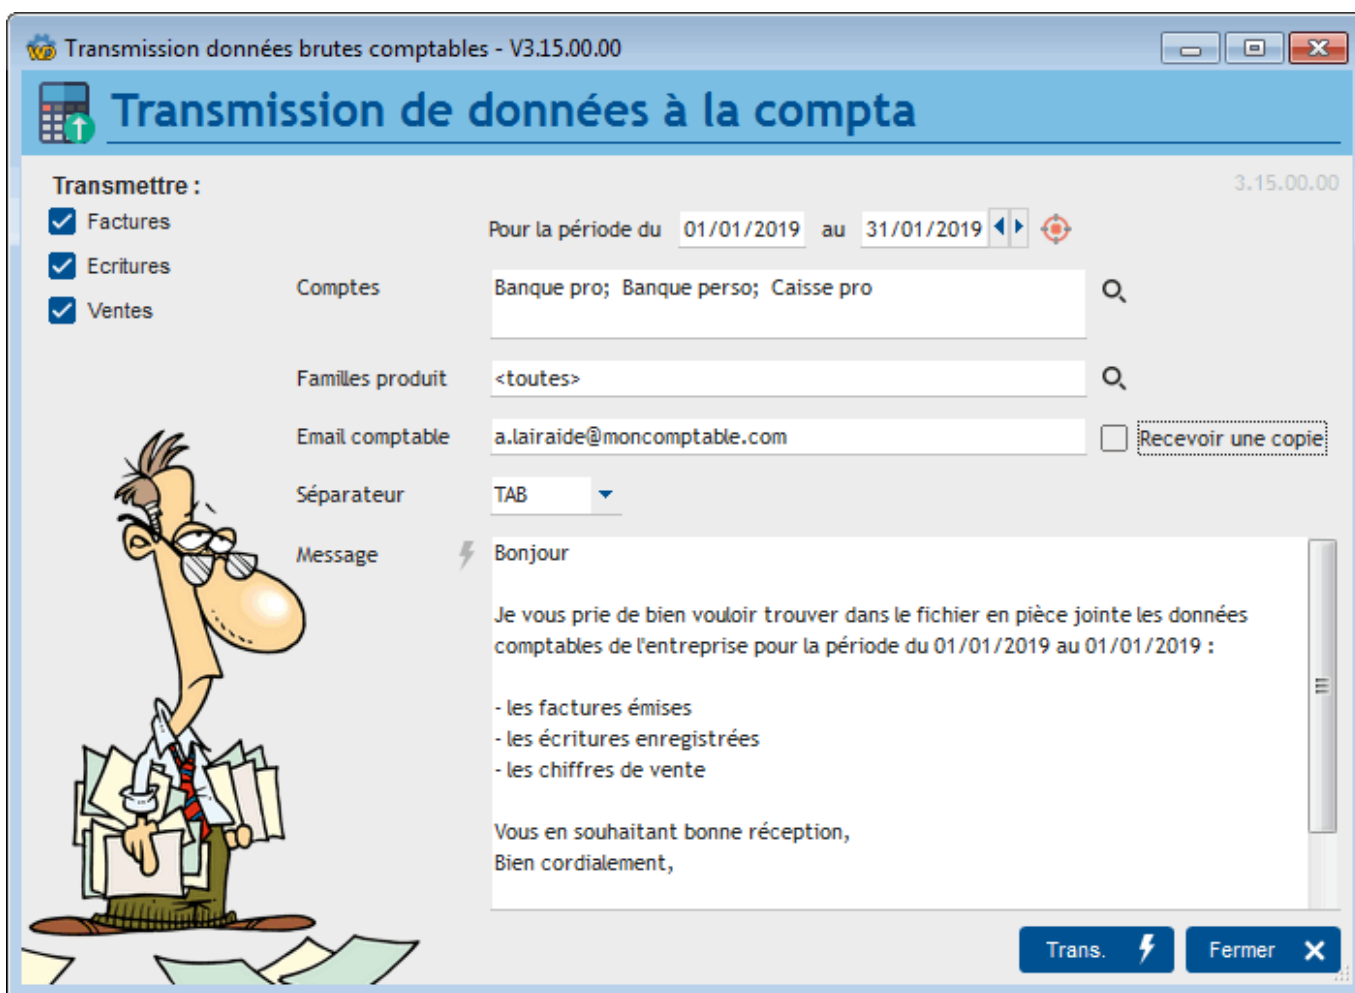 Transmission données brutes comptables - V3.15.00.00
Transmission de données à la compta
Transmettre :
3.15.00.00
Factures
Pour la période du 01/01/2019 au 31/01/2019
Ecritures
Comptes Banque pro; Banque perso; Caisse pro
Ventes
Familles produit <toutes>
Email comptable a.lairaide@moncomptable.com Recevoir une copie
Séparateur TAB
Message Bonjour
Je vous prie de bien vouloir trouver dans le fichier en pièce jointe les données
comptables de l'entreprise pour la période du 01/01/2019 au 01/01/2019 :
- les factures émises
- les écritures enregistrées
- les chiffres de vente
Vous en souhaitant bonne réception,
Bien cordialement,
Trans. Fermer